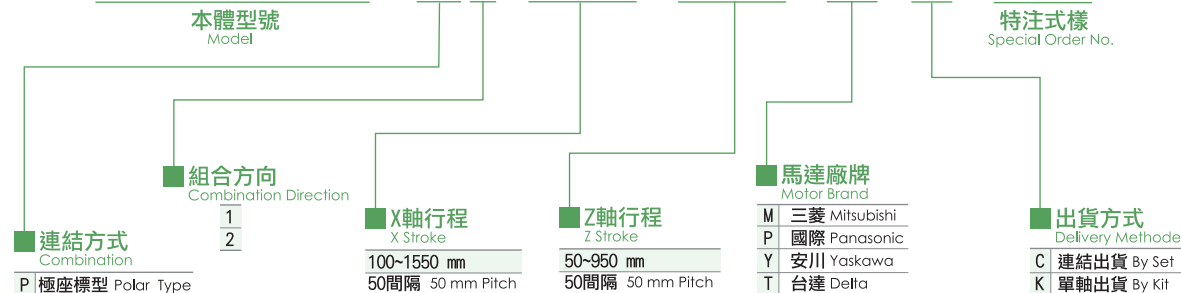 本體型號
Model
特注式樣
Special Order No.
組合方向
Combination Direction
1
2
馬達廠牌
Motor Brand
M 三菱 Mitsubishi
P 國際 Panasonic
Y 安川 Yaskawa
T 台達 Delta
X軸行程
X Stroke
100~1550 mm
50間隔 50 mm Pitch
Z軸行程
Z Stroke
50~950 mm
50間隔 50 mm Pitch
出貨方式
Delivery Methode
C 連結出貨 By Set
K 單軸出貨 By Kit
連結方式
Combination
P 極座標型 Polar Type